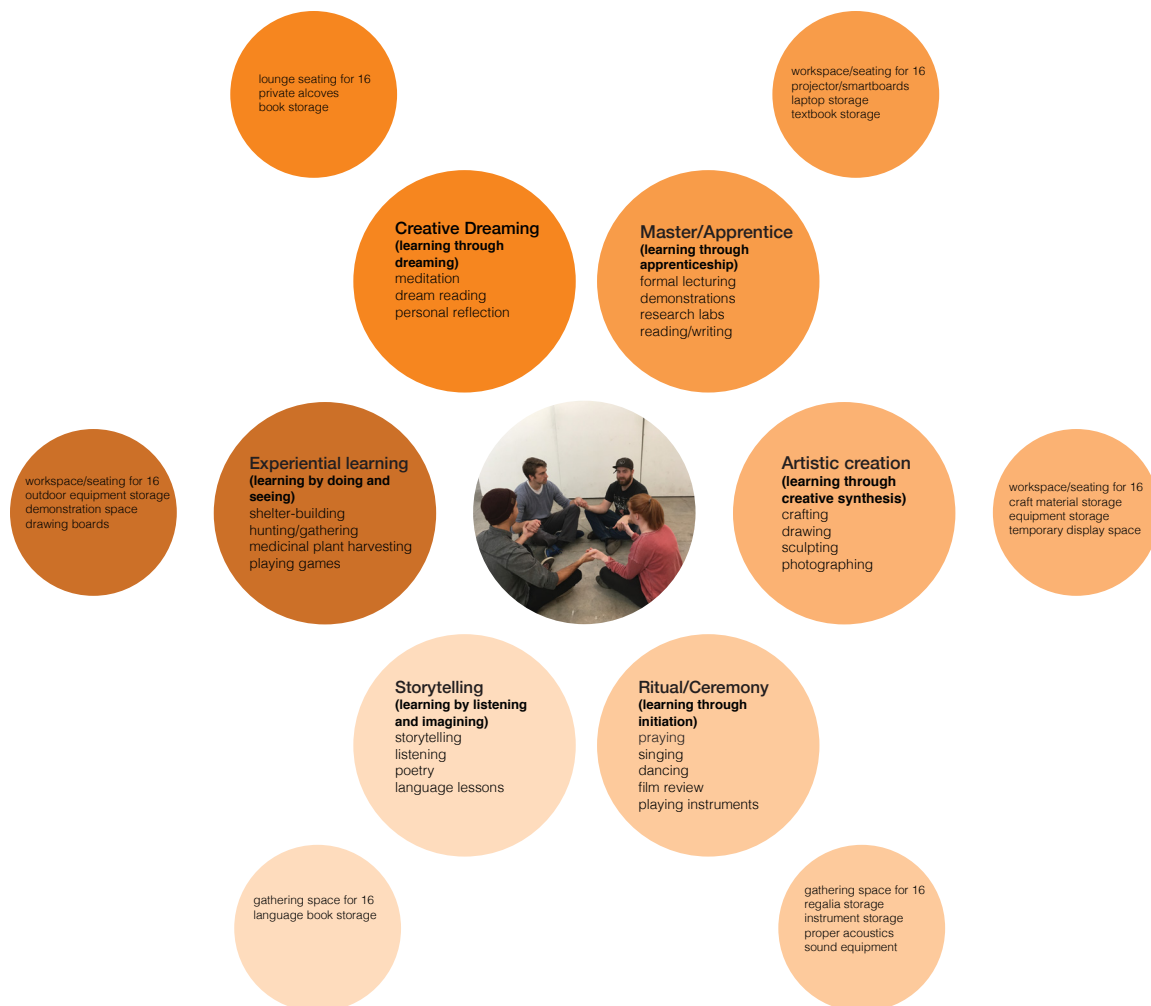 lounge seating for 16
private alcoves
book storage
workspace/seating for 16
projector/smartboards
laptop storage
textbook storage
Creative Dreaming
(learning through
dreaming)
meditation
dream reading
personal reflection
Master/Apprentice
(learning through
apprenticeship)
formal lecturing
demonstrations
research labs
reading/writing
workspace/seating for 16
outdoor equipment storage
demonstration space
drawing boards
Experiential learning
(learning by doing and
seeing)
shelter-building
hunting/gathering
medicinal plant harvesting
playing games
Artistic creation
(learning through
creative synthesis)
crafting
drawing
sculpting
photographing
workspace/seating for 16
craft material storage
equipment storage
temporary display space
Storytelling
(learning by listening
and imagining)
storytelling
listening
poetry
language lessons
Ritual/Ceremony
(learning through
initiation)
praying
singing
dancing
film review
playing instruments
gathering space for 16
language book storage
gathering space for 16
regalia storage
instrument storage
proper acoustics
sound equipment